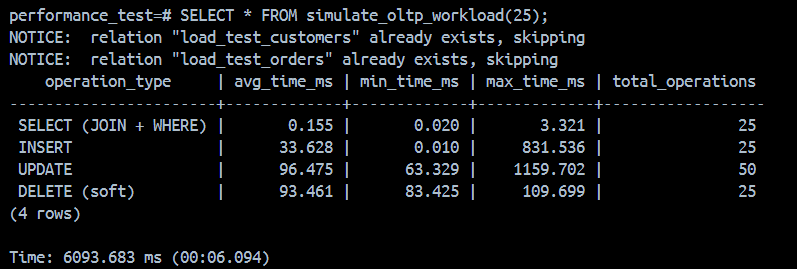 performance_test=# SELECT * FROM simulate_oltp_workload(25);
NOTICE:  relation "load_test_customers" already exists, skipping
NOTICE:  relation "load_test_orders" already exists, skipping
    operation_type     | avg_time_ms | min_time_ms | max_time_ms | total_operations
-----------------------+-------------+-------------+-------------+------------------
 SELECT (JOIN + WHERE) |       0.155 |       0.020 |       3.321 |               25
 INSERT                |      33.628 |       0.010 |     831.536 |               25
 UPDATE                |      96.475 |      63.329 |    1159.702 |               50
 DELETE (soft)         |      93.461 |      83.425 |     109.699 |               25
(4 rows)
Time: 6093.683 ms (00:06.094)